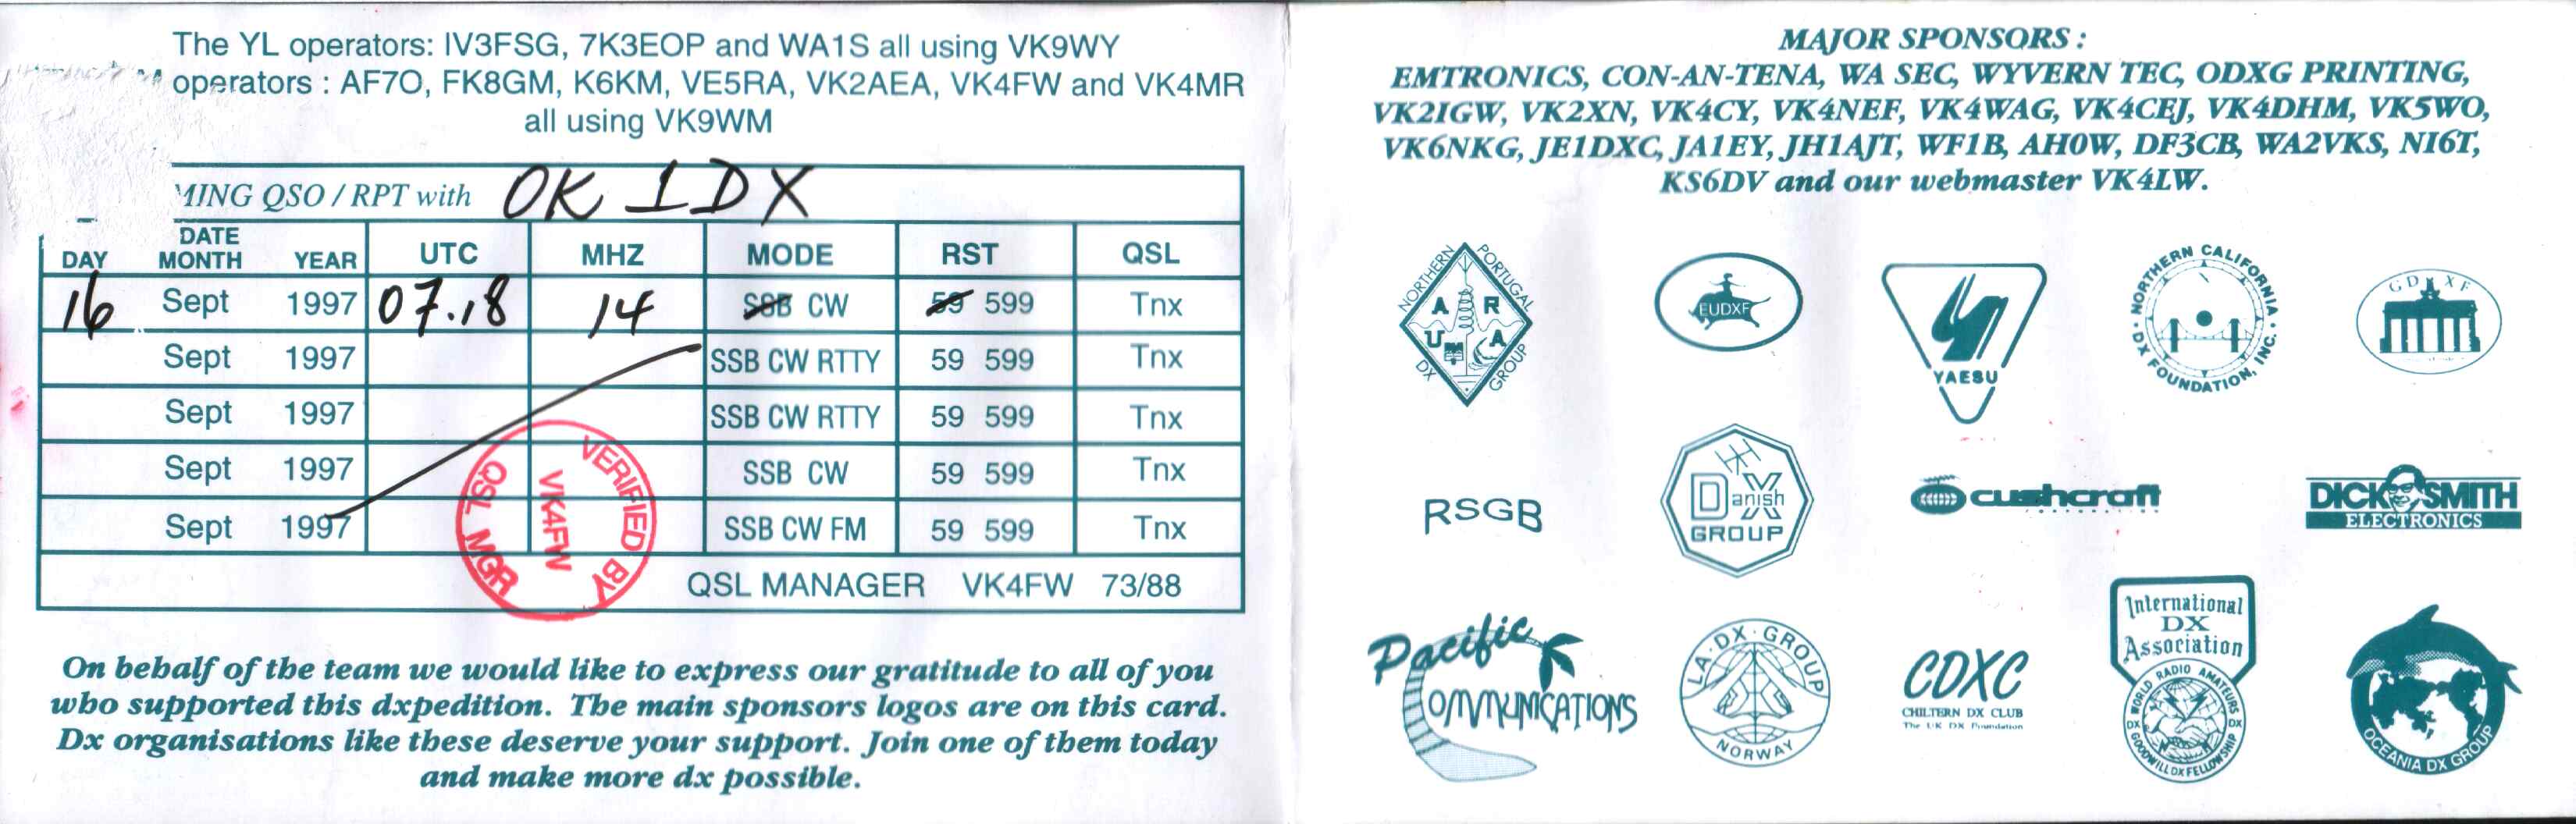 The YL operators: IV3FSG, 7K3EOP and WA1S all using VK9WY
operators : AF7O, FK8GM, K6KM, VE5RA, VK2AEA, VK4FW and VK4MR
all using VK9WM
MING QSO / RPT with OK1DX
DAY DATE MONTH YEAR UTC MHZ MODE RST QSL
16 Sept 1997 07.18 14 SSB CW 59 599 Tnx
Sept 1997 SSB CW RTTY 59 599 Tnx
Sept 1997 SSB CW RTTY 59 599 Tnx
Sept 1997 SSB CW 59 599 Tnx
Sept 1997 SSB CW FM 59 599 Tnx
VERIFIED BY
VK4FW
QSL MGR
QSL MANAGER VK4FW 73/88
On behalf of the team we would like to express our gratitude to all of you
who supported this dxpedition. The main sponsors logos are on this card.
Dx organisations like these deserve your support. Join one of them today
and make more dx possible.
MAJOR SPONSORS :
EMTRONICS, CON-AN-TENA, WA SEC, WYVERN TEC, ODXG PRINTING,
VK2IGW, VK2XN, VK4CY, VK4NEF, VK4WAG, VK4CEJ, VK4DHM, VK5WO,
VK6NKG, JE1DXC, JA1EY, JH1AJT, WF1B, AH0W, DF3CB, WA2VKS, NI6T,
KS6DV and our webmaster VK4LW.
NORTHERN PORTUGAL DX GROUP
A R U M A
EUDXF
YAESU
NORTHERN CALIFORNIA DX FOUNDATION, INC.
GDXF
RSGB
Danish DX GROUP
cushcraft
DICK SMITH
ELECTRONICS
Pacific
COMMUNICATIONS
LA·DX·GROUP
NORWAY
CDXC
CHILTERN DX CLUB
The UK DX Foundation
International
DX
Association
WORLD RADIO AMATEURS
DX DX
GOODWILL DX FELLOWSHIP
OCEANIA DX GROUP